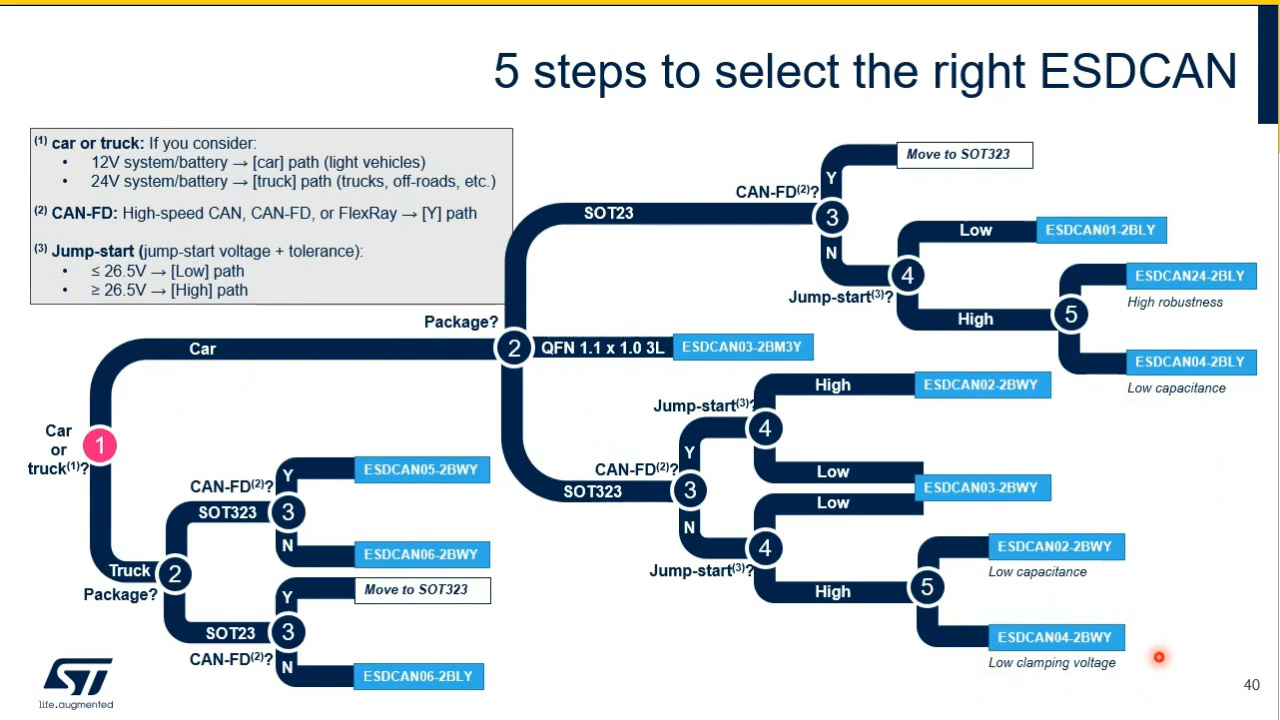 5 steps to select the right ESDCAN
(1) car or truck: If you consider:
• 12V system/battery → [car] path (light vehicles)
• 24V system/battery → [truck] path (trucks, off-roads, etc.)
(2) CAN-FD: High-speed CAN, CAN-FD, or FlexRay → [Y] path
(3) Jump-start (jump-start voltage + tolerance):
• ≤ 26.5V → [Low] path
• ≥ 26.5V → [High] path
Car
or
truck(1)?
1
Car
Package?
2
SOT23
CAN-FD(2)?
3
Y
Move to SOT323
N
Jump-start(3)?
4
Low
ESDCAN01-2BLY
High
5
ESDCAN24-2BLY
High robustness
ESDCAN04-2BLY
Low capacitance
QFN 1.1 x 1.0 3L
ESDCAN03-2BM3Y
SOT323
CAN-FD(2)?
3
Y
Jump-start(3)?
4
High
ESDCAN02-2BWY
Low
ESDCAN03-2BWY
N
Jump-start(3)?
4
Low
High
5
ESDCAN02-2BWY
Low capacitance
ESDCAN04-2BWY
Low clamping voltage
Truck
Package?
2
SOT323
CAN-FD(2)?
3
Y
ESDCAN05-2BWY
N
ESDCAN06-2BWY
SOT23
CAN-FD(2)?
3
Y
Move to SOT323
N
ESDCAN06-2BLY
ST
life.augmented
40